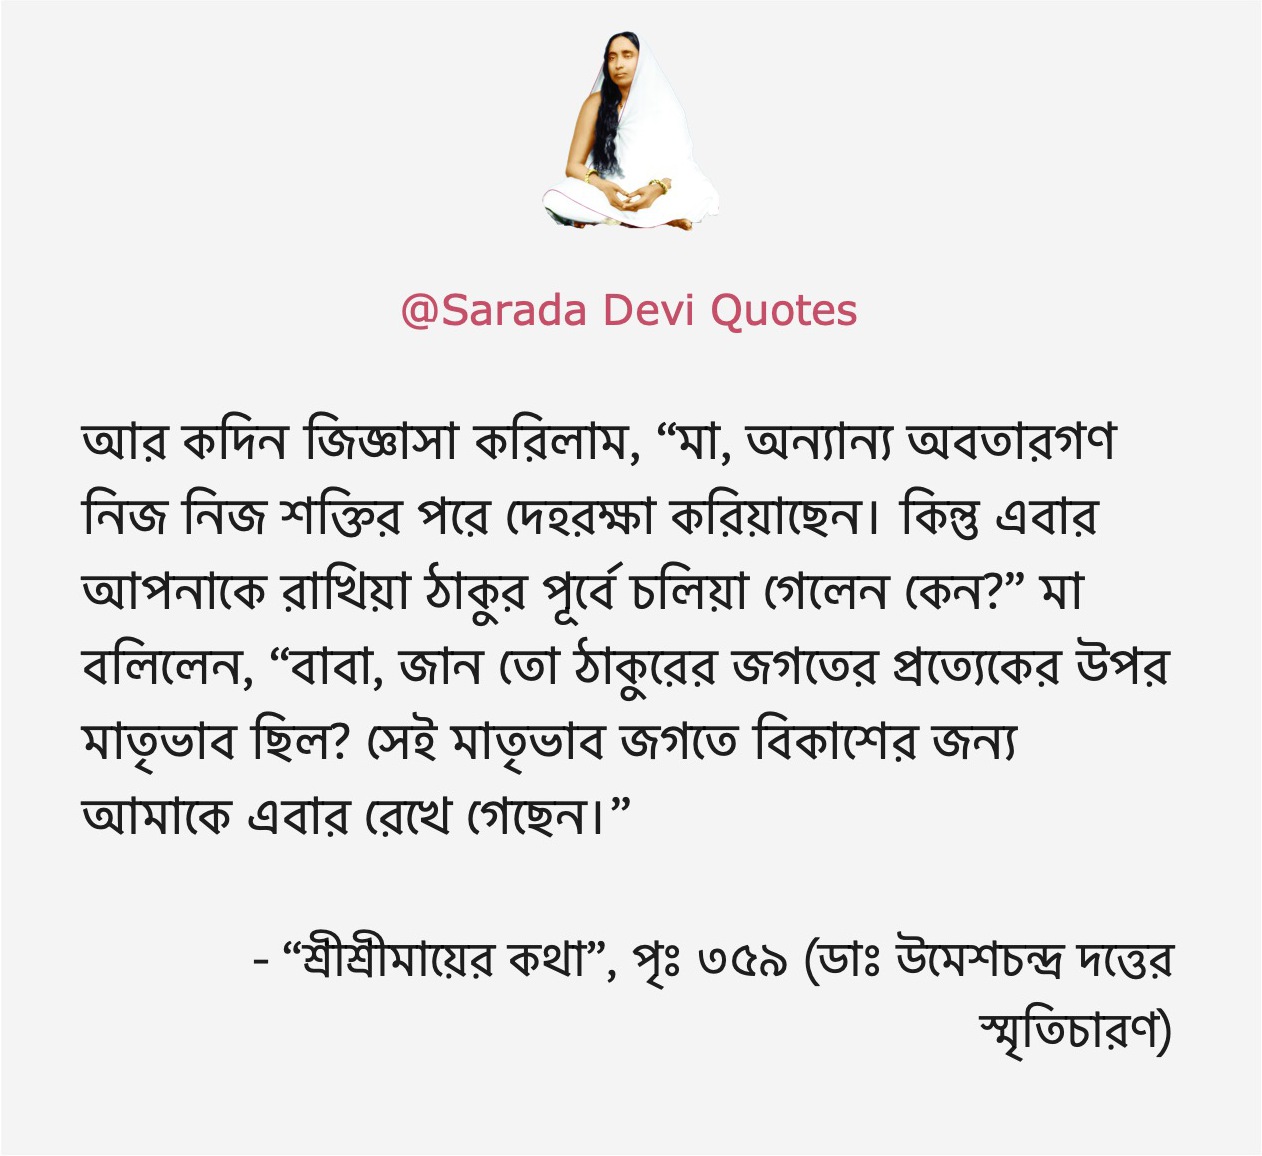 @Sarada Devi Quotes
আর কদিন জিজ্ঞাসা করিলাম, “মা, অন্যান্য অবতারগণ
নিজ নিজ শক্তির পরে দেহরক্ষা করিয়াছেন। কিন্তু এবার
আপনাকে রাখিয়া ঠাকুর পূর্বে চলিয়া গেলেন কেন?” মা
বলিলেন, “বাবা, জান তো ঠাকুরের জগতের প্রত্যেকের উপর
মাতৃভাব ছিল? সেই মাতৃভাব জগতে বিকাশের জন্য
আমাকে এবার রেখে গেছেন।”
- “শ্রীশ্রীমায়ের কথা”, পৃঃ ৩৫৯ (ডাঃ উমেশচন্দ্র দত্তের
স্মৃতিচারণ)